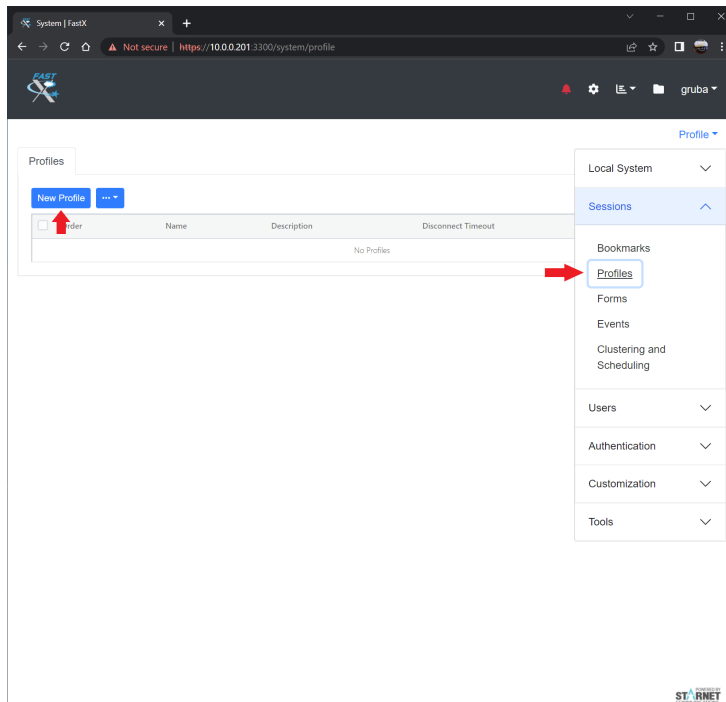 System | FastX
Not secure | https://10.0.0.201:3300/system/profile
FAST
X
gruba
Profile
Profiles
New Profile
Order Name Description Disconnect Timeout
No Profiles
Local System
Sessions
Bookmarks
Profiles
Forms
Events
Clustering and
Scheduling
Users
Authentication
Customization
Tools
POWERED BY
STARNET